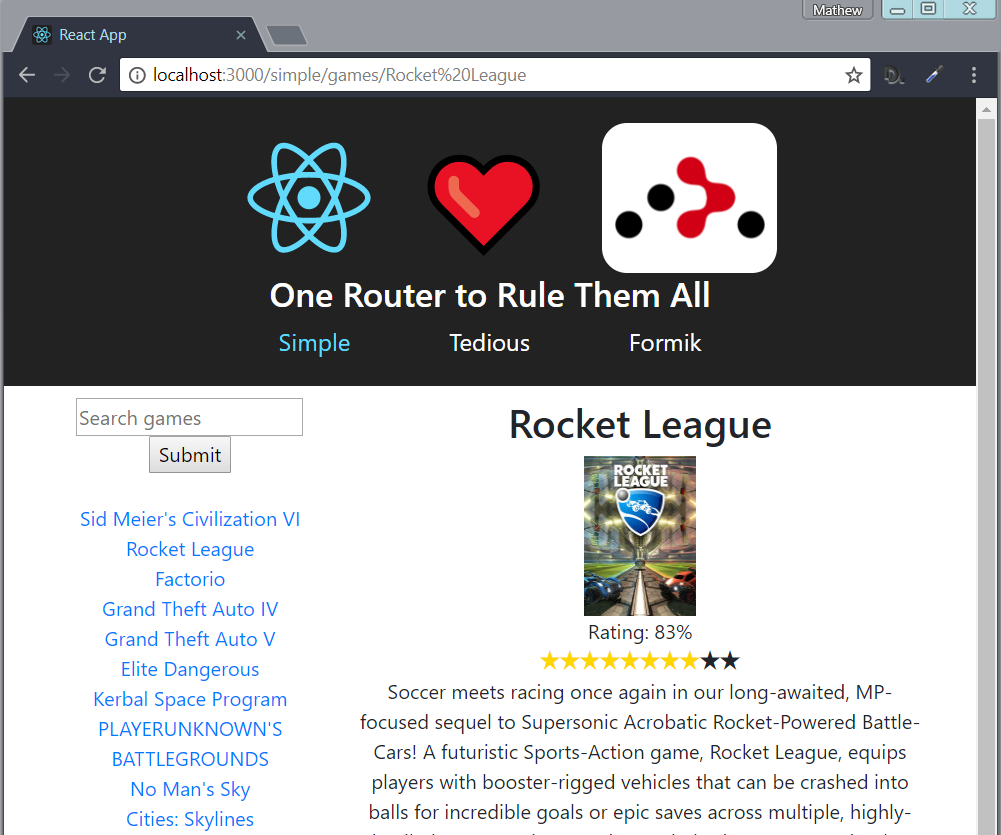 Mathew
React App
localhost:3000/simple/games/Rocket%20League
One Router to Rule Them All
Simple Tedious Formik
Search games
Submit
Sid Meier's Civilization VI
Rocket League
Factorio
Grand Theft Auto IV
Grand Theft Auto V
Elite Dangerous
Kerbal Space Program
PLAYERUNKNOWN'S
BATTLEGROUNDS
No Man's Sky
Cities: Skylines
Rocket League
ROCKET
LEAGUE
Rating: 83%
★★★★★★★★★★
Soccer meets racing once again in our long-awaited, MP-
focused sequel to Supersonic Acrobatic Rocket-Powered Battle-
Cars! A futuristic Sports-Action game, Rocket League, equips
players with booster-rigged vehicles that can be crashed into
balls for incredible goals or epic saves across multiple, highly-